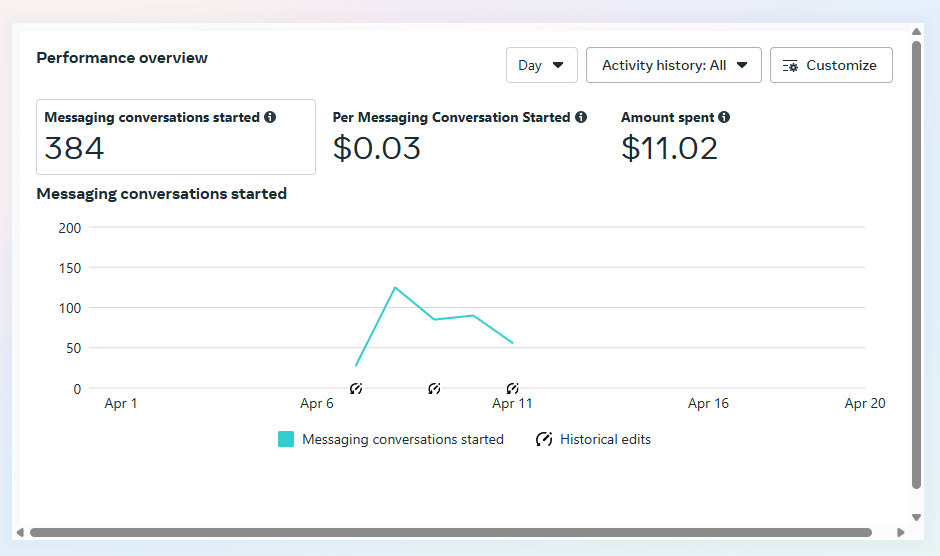 Performance overview
Day
Activity history: All
Customize
Messaging conversations started
384
Per Messaging Conversation Started
$0.03
Amount spent
$11.02
Messaging conversations started
200
150
100
50
0
Apr 1 Apr 6 Apr 11 Apr 16 Apr 20
Messaging conversations started Historical edits